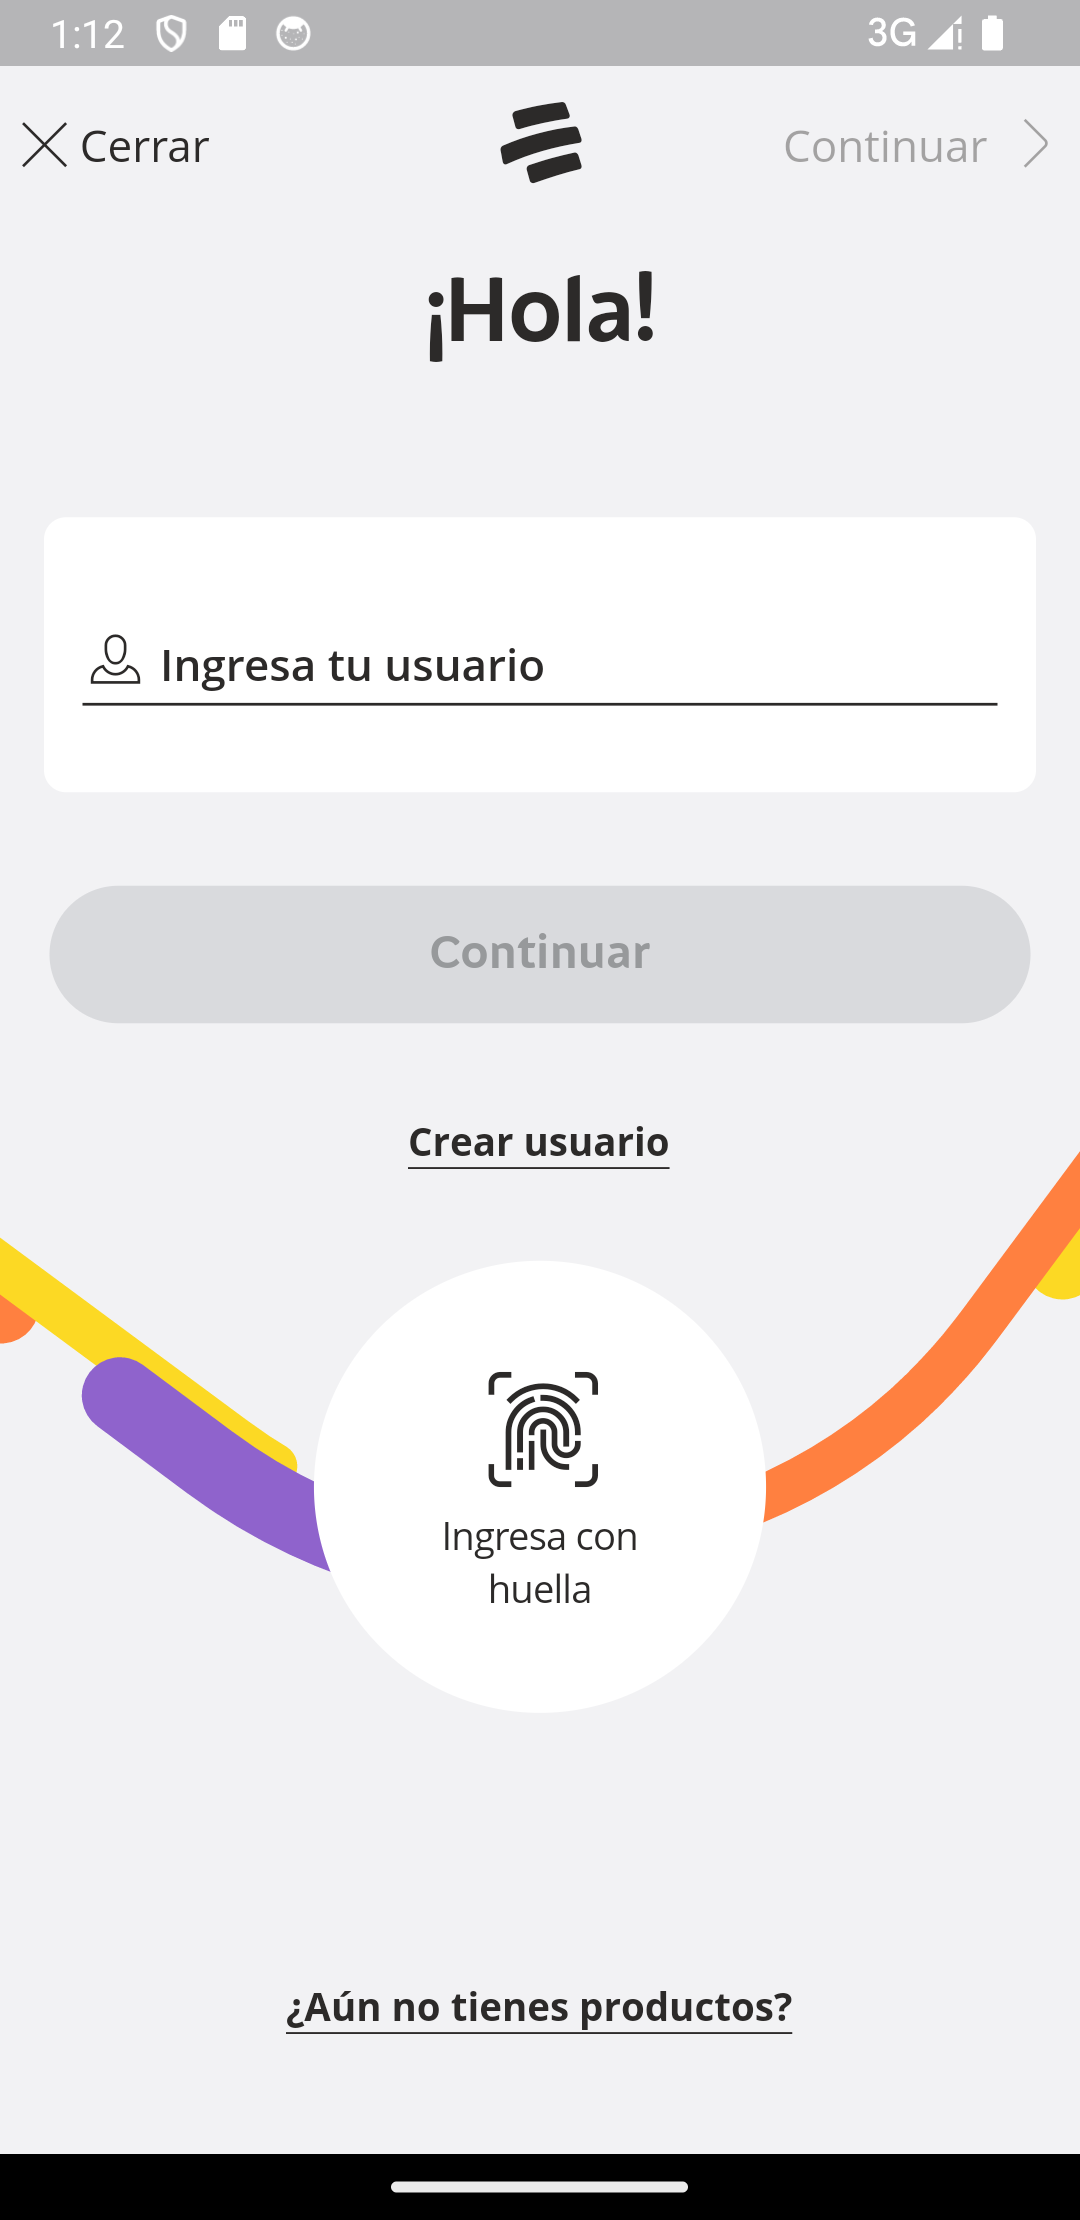 1:12
3G
Cerrar
Continuar
¡Hola!
Ingresa tu usuario
Continuar
Crear usuario
Ingresa con
huella
¿Aún no tienes productos?